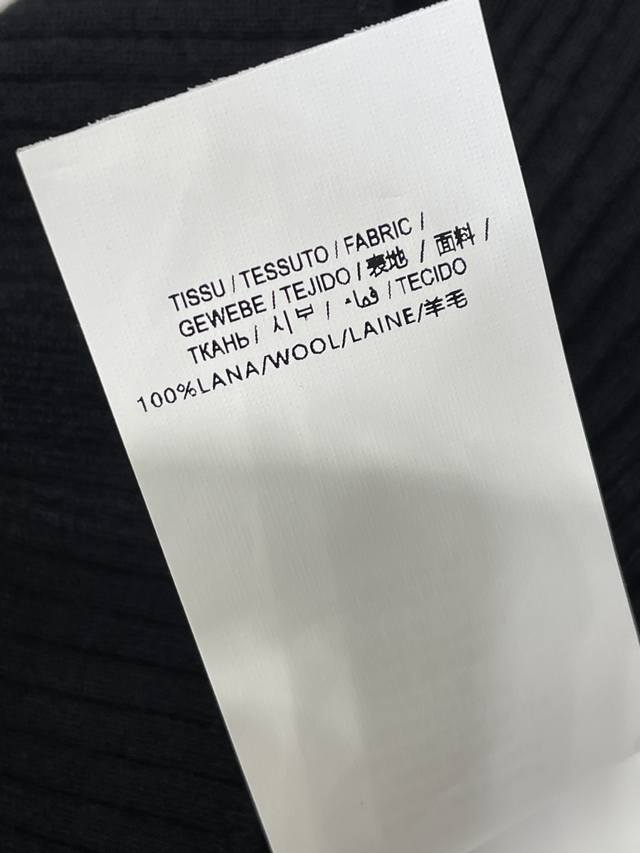 TISSU / TESSUTO / FABRIC /
GEWEBE / TEJIDO / 表地 / 面料 /
ТКАНЬ / 시부 / قماء / TECIDO
100%LANA/WOOL/LAINE/羊毛